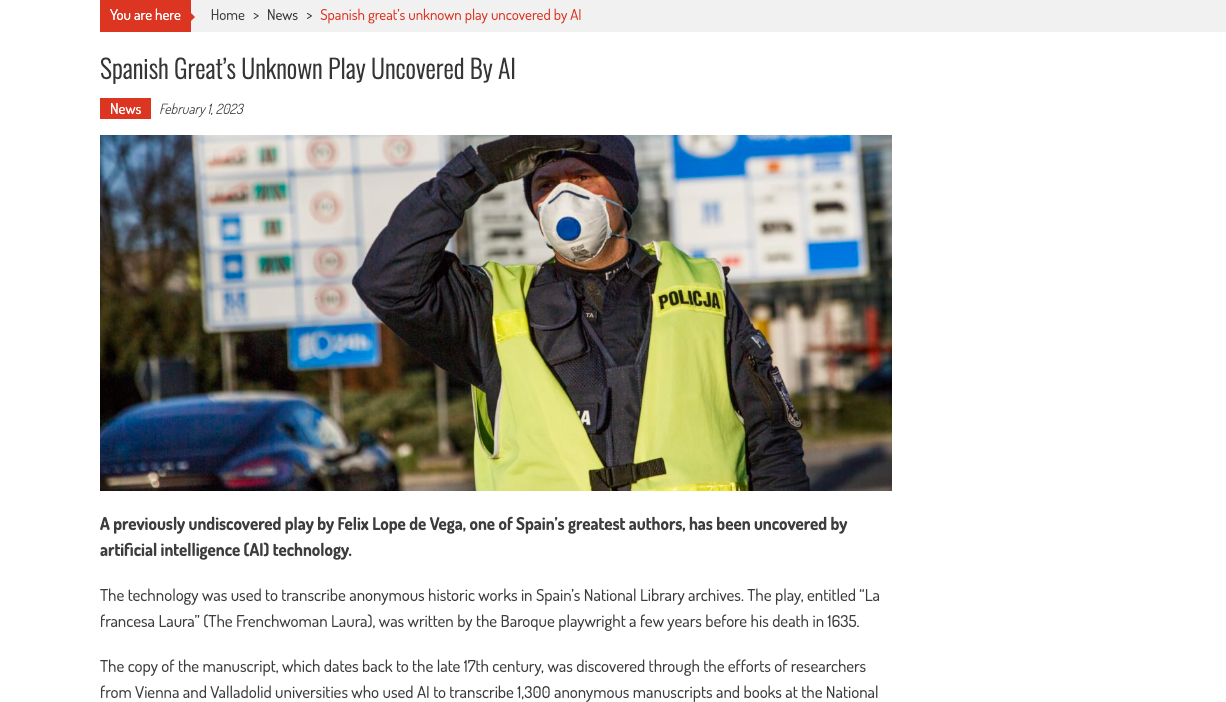 You are here Home > News > Spanish great's unknown play uncovered by AI
Spanish Great's Unknown Play Uncovered By AI
News February 1, 2023
POLICJA
A previously undiscovered play by Felix Lope de Vega, one of Spain's greatest authors, has been uncovered by
artificial intelligence (AI) technology.
The technology was used to transcribe anonymous historic works in Spain's National Library archives. The play, entitled “La
francesa Laura” (The Frenchwoman Laura), was written by the Baroque playwright a few years before his death in 1635.
The copy of the manuscript, which dates back to the late 17th century, was discovered through the efforts of researchers
from Vienna and Valladolid universities who used AI to transcribe 1,300 anonymous manuscripts and books at the National